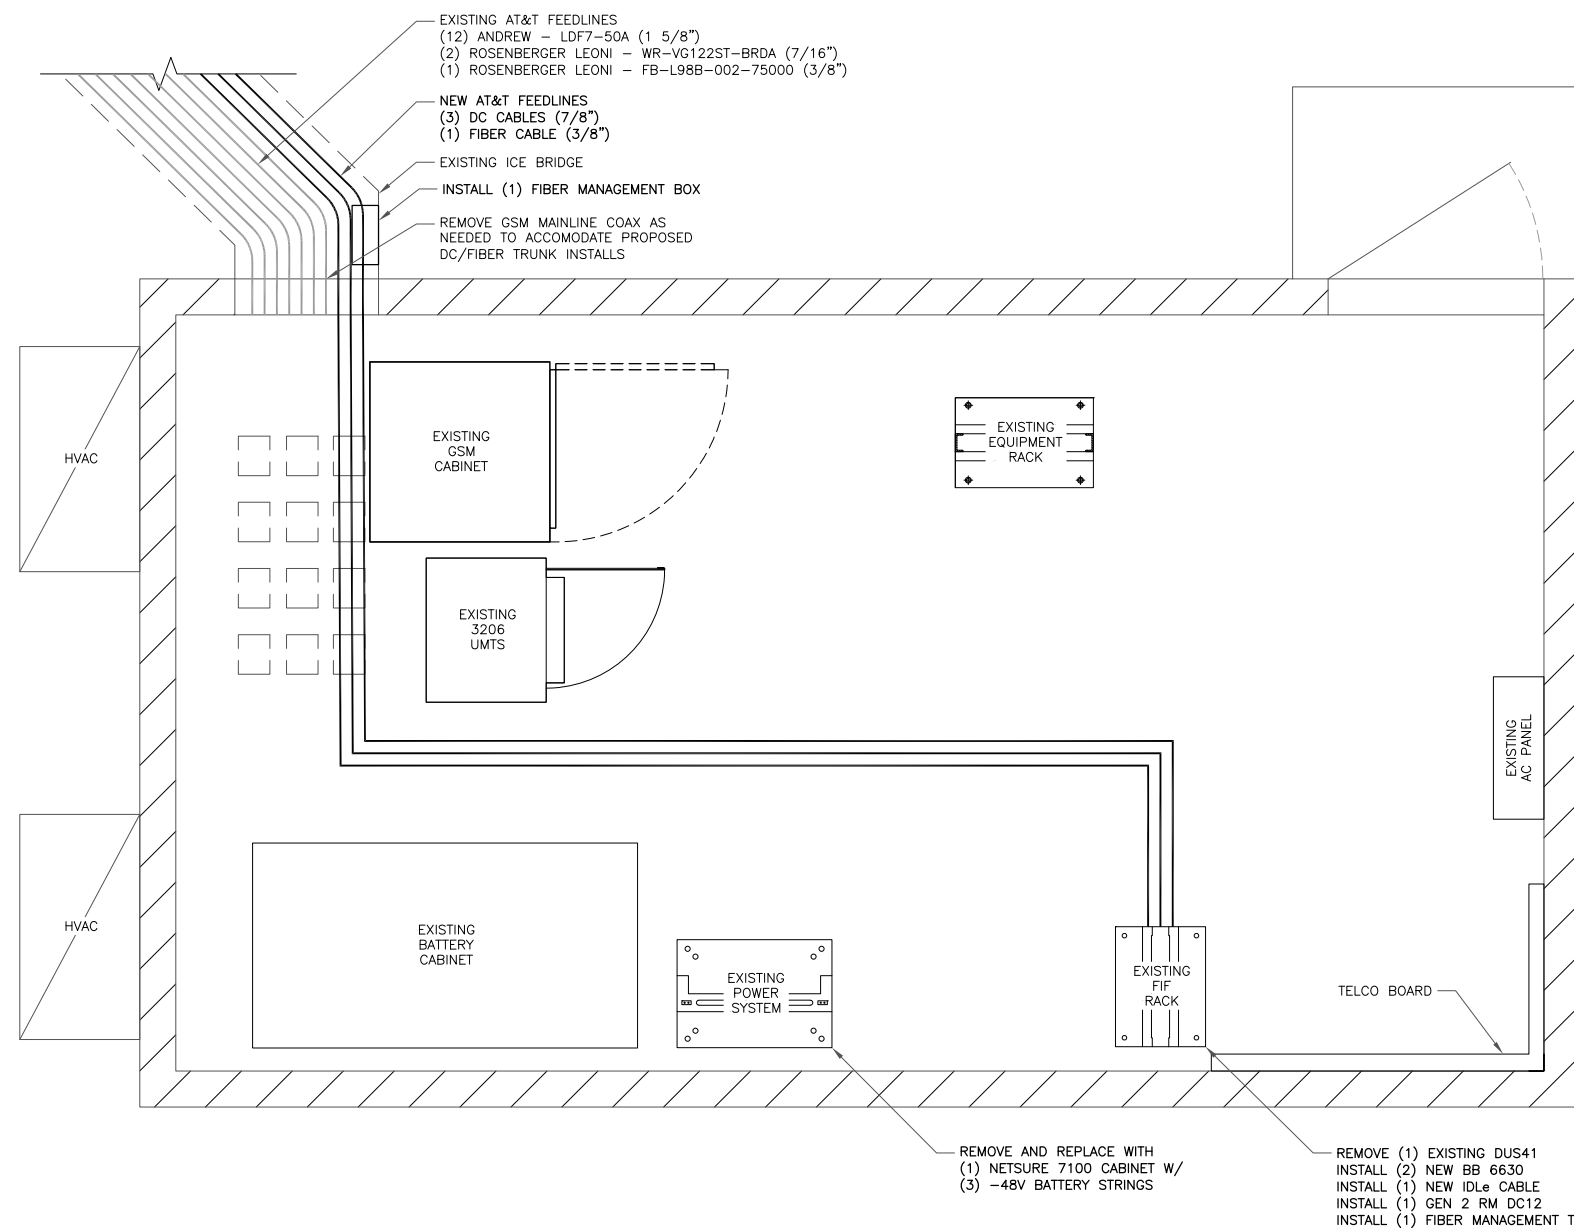 EXISTING AT&T FEEDLINES
(12) ANDREW – LDF7-50A (1 5/8")
(2) ROSENBERGER LEONI – WR-VG122ST-BRDA (7/16")
(1) ROSENBERGER LEONI – FB-L98B-002-75000 (3/8")
NEW AT&T FEEDLINES
(3) DC CABLES (7/8")
(1) FIBER CABLE (3/8")
EXISTING ICE BRIDGE
INSTALL (1) FIBER MANAGEMENT BOX
REMOVE GSM MAINLINE COAX AS
NEEDED TO ACCOMODATE PROPOSED
DC/FIBER TRUNK INSTALLS
HVAC
EXISTING
GSM
CABINET
EXISTING
EQUIPMENT
RACK
EXISTING
3206
UMTS
EXISTING
AC PANEL
HVAC
EXISTING
BATTERY
CABINET
EXISTING
POWER
SYSTEM
EXISTING
FIF
RACK
TELCO BOARD
REMOVE AND REPLACE WITH
(1) NETSURE 7100 CABINET W/
(3) -48V BATTERY STRINGS
REMOVE (1) EXISTING DUS41
INSTALL (2) NEW BB 6630
INSTALL (1) NEW IDLe CABLE
INSTALL (1) GEN 2 RM DC12
INSTALL (1) FIBER MANAGEMENT